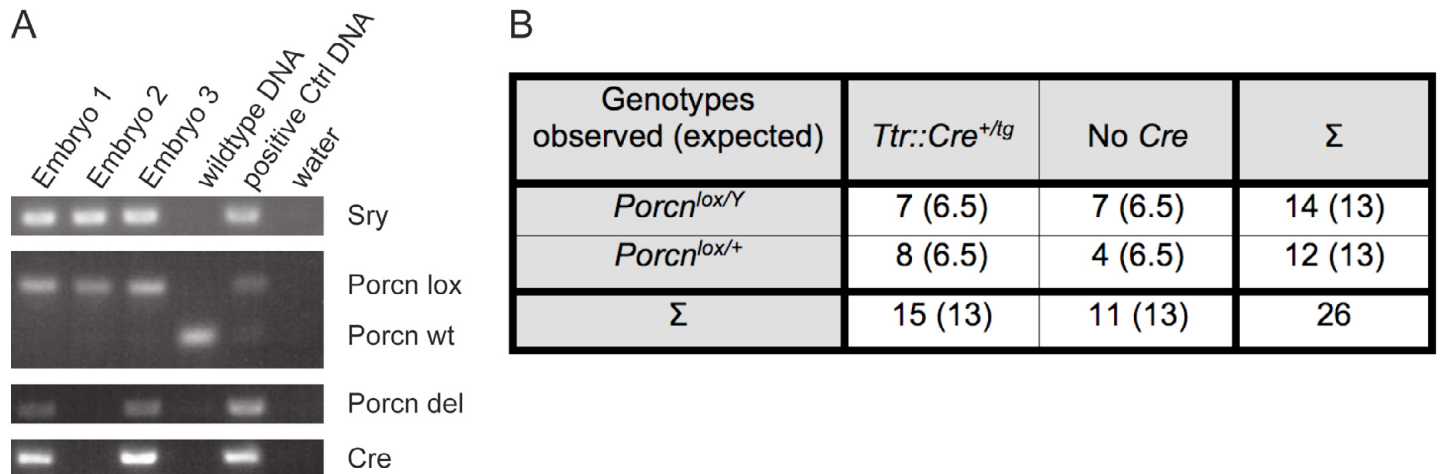 A
Embryo 1
Embryo 2
Embryo 3
wildtype DNA
positive Ctrl DNA
water
Sry
Porcn lox
Porcn wt
Porcn del
Cre
B
Genotypes
observed (expected)
Ttr::Cre+/tg
No Cre
Σ
Porcnlox/Y
7 (6.5)
7 (6.5)
14 (13)
Porcnlox/+
8 (6.5)
4 (6.5)
12 (13)
Σ
15 (13)
11 (13)
26